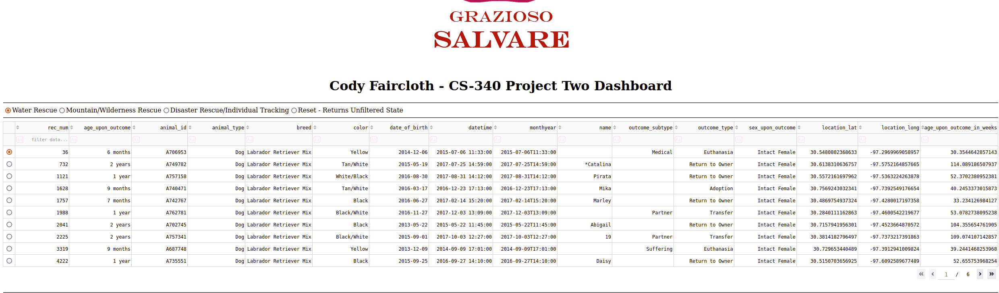 GRAZIOSO
SALVARE
Cody Faircloth - CS-340 Project Two Dashboard
Water Rescue Mountain/Wilderness Rescue Disaster Rescue/Individual Tracking Reset - Returns Unfiltered State
rec_num age_upon_outcome animal_id animal_type breed color date_of_birth datetime monthyear name outcome_subtype outcome_type sex_upon_outcome location_lat location_long age_upon_outcome_in_weeks
Aa filter data... Aa Aa Aa Aa Aa Aa Aa Aa Aa Aa Aa Aa Aa Aa Aa
36 6 months A706953 Dog Labrador Retriever Mix Yellow 2014-12-06 2015-07-06 11:33:00 2015-07-06T11:33:00 Medical Euthanasia Intact Female 30.5480802368633 -97.2969969058957 30.3544642857143
732 2 years A749782 Dog Labrador Retriever Mix Tan/White 2015-05-19 2017-07-25 14:59:00 2017-07-25T14:59:00 *Catalina Return to Owner Intact Female 30.6138310636757 -97.5752164857665 114.089186507937
1121 1 year A757158 Dog Labrador Retriever Mix White/Black 2016-08-30 2017-08-31 14:12:00 2017-08-31T14:12:00 Pirata Return to Owner Intact Female 30.5572161697962 -97.5363224263878 52.3702380952381
1628 9 months A740471 Dog Labrador Retriever Mix Tan/White 2016-03-17 2016-12-23 17:13:00 2016-12-23T17:13:00 Mika Adoption Intact Female 30.7569243032341 -97.7392549176654 40.2453373015873
1757 7 months A742767 Dog Labrador Retriever Mix Black 2016-06-27 2017-02-14 15:20:00 2017-02-14T15:20:00 Marley Return to Owner Intact Female 30.4869754937324 -97.4280017197358 33.234126984127
1988 1 year A762781 Dog Labrador Retriever Mix Black/White 2016-11-27 2017-12-03 13:09:00 2017-12-03T13:09:00 Partner Transfer Intact Female 30.2840111162863 -97.4600542219677 53.0782738095238
2041 2 years A702745 Dog Labrador Retriever Mix Black 2013-05-22 2015-05-22 11:45:00 2015-05-22T11:45:00 Abigail Return to Owner Intact Female 30.7157941956301 -97.4523664870572 104.355654761905
2225 2 years A757341 Dog Labrador Retriever Mix Black/White 2015-09-01 2017-10-03 12:27:00 2017-10-03T12:27:00 19 Partner Transfer Intact Female 30.3814182796497 -97.7373217391863 109.074107142857
3319 9 months A687748 Dog Labrador Retriever Mix Yellow 2013-12-09 2014-09-09 17:01:00 2014-09-09T17:01:00 Suffering Euthanasia Intact Female 30.729653440489 -97.3912941009824 39.2441468253968
4222 1 year A735551 Dog Labrador Retriever Mix Black 2015-09-25 2016-09-27 14:10:00 2016-09-27T14:10:00 Daisy Return to Owner Intact Female 30.5150703656925 -97.6092589677489 52.655753968254
1 / 6